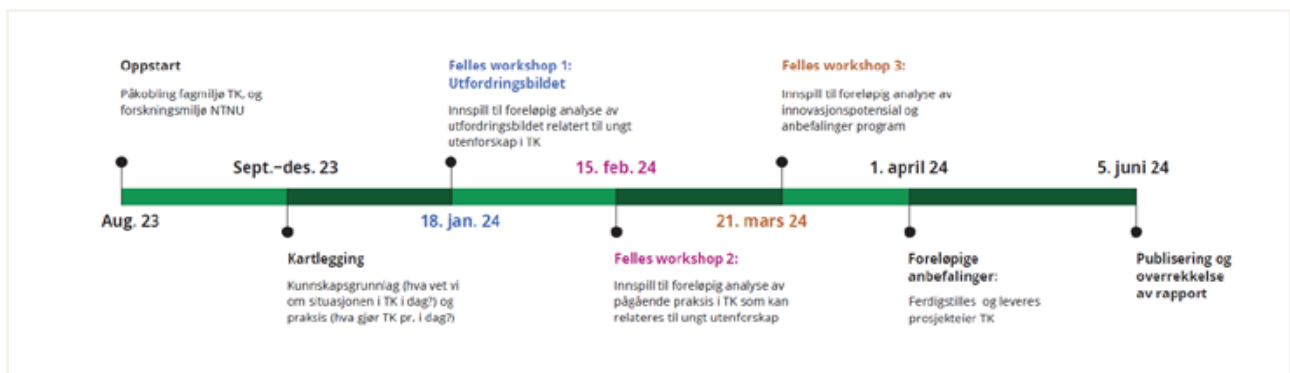 Oppstart
Påkobling fagmiljø TK, og
forskningsmiljø NTNU
Aug. 23
Sept.–des. 23
Kartlegging
Kunnskapsgrunnlag (hva vet vi
om situasjonen i TK i dag?) og
praksis (hva gjør TK pr. i dag?)
Felles workshop 1:
Utfordringsbildet
Innspill til foreløpig analyse av
utfordringsbildet relatert til ungt
utenforskap i TK
18. jan. 24
15. feb. 24
Felles workshop 2:
Innspill til foreløpig analyse av
pågående praksis i TK som kan
relateres til ungt utenforskap
Felles workshop 3:
Innspill til foreløpig analyse av
innovasjonspotensial og
anbefalinger program
21. mars 24
1. april 24
Foreløpige
anbefalinger:
Ferdigstilles og leveres
prosjekteier TK
5. juni 24
Publisering og
overrekkelse
av rapport